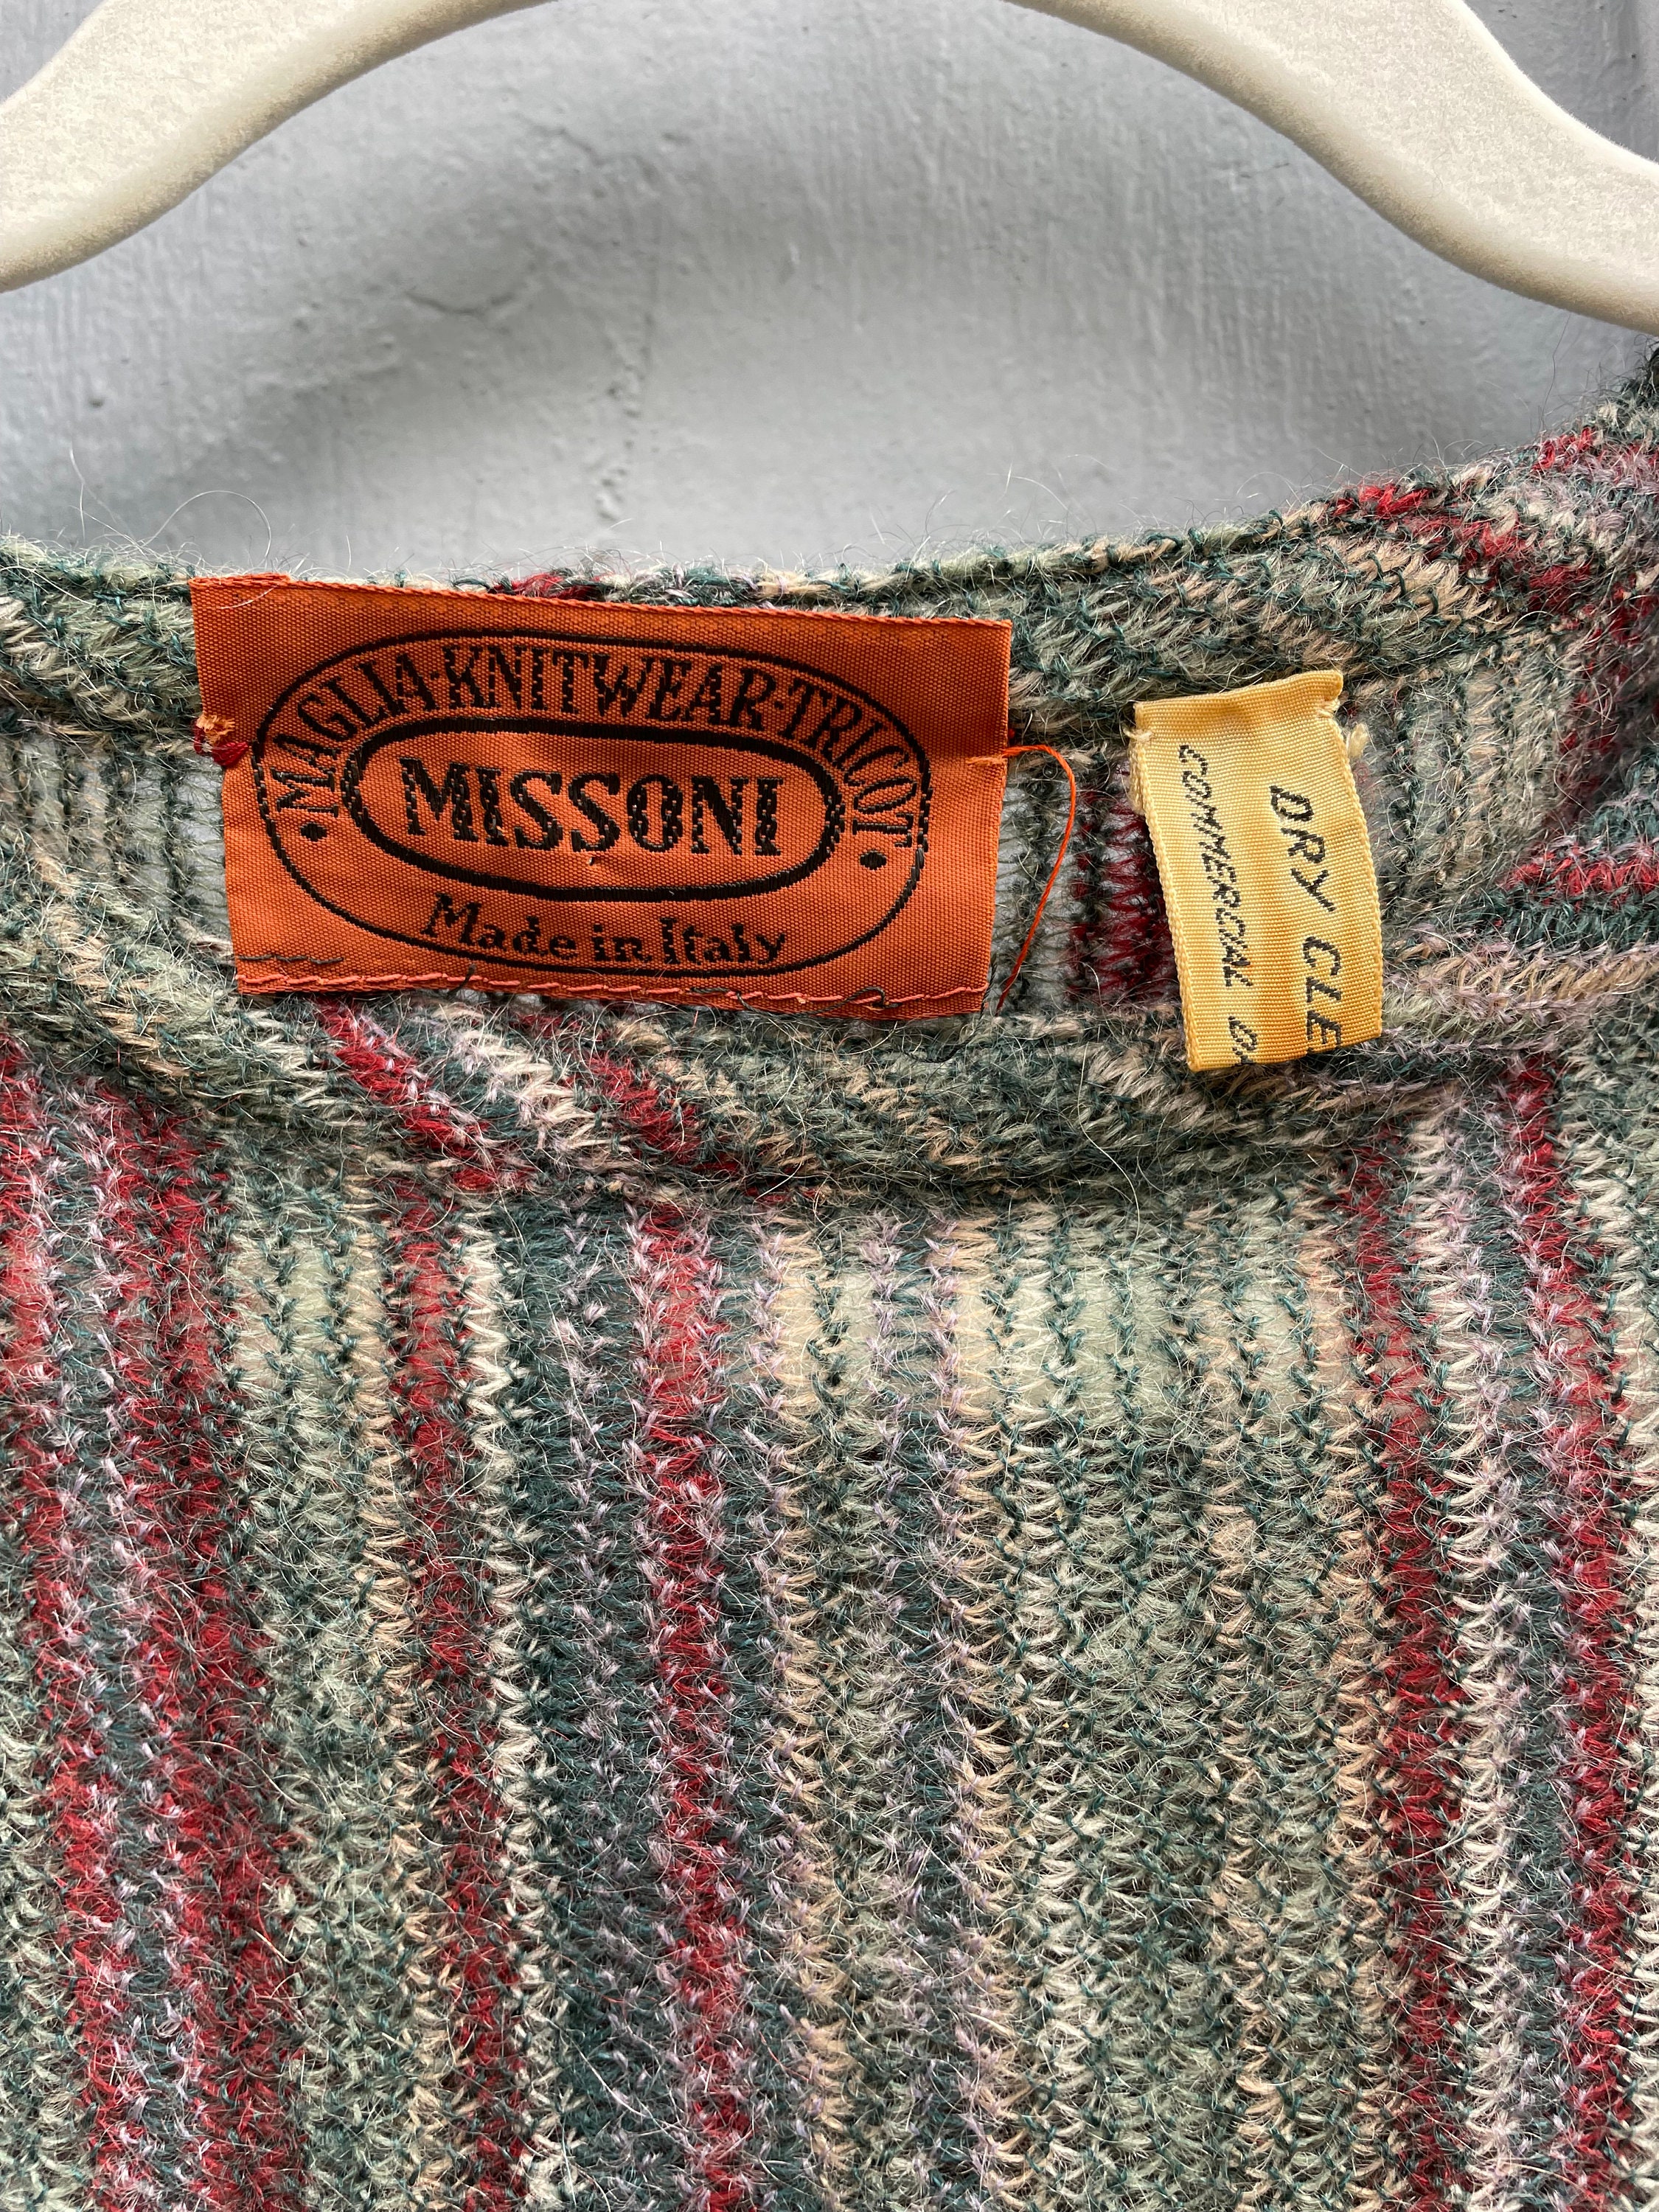 MAGLIA·KNITWEAR·TRICOT
MISSONI
Made in Italy
DRY CLE
COMMERCIAL